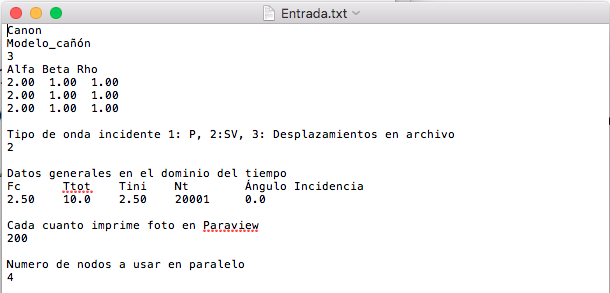 Entrada.txt
Canon
Modelo_cañón
3
Alfa Beta Rho
2.00 1.00 1.00
2.00 1.00 1.00
2.00 1.00 1.00
Tipo de onda incidente 1: P, 2:SV, 3: Desplazamientos en archivo
2
Datos generales en el dominio del tiempo
Fc Ttot Tini Nt Ángulo Incidencia
2.50 10.0 2.50 20001 0.0
Cada cuanto imprime foto en Paraview
200
Numero de nodos a usar en paralelo
4